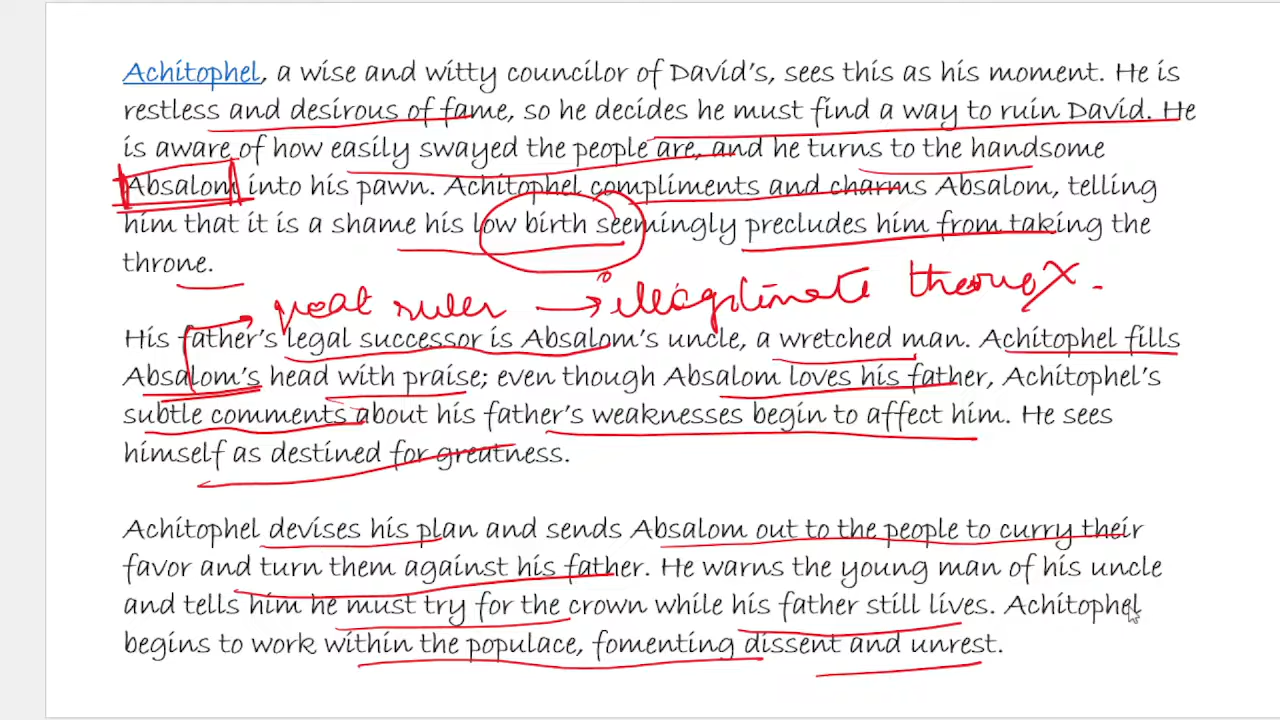 Achitophel, a wise and witty councilor of David's, sees this as his moment. He is
restless and desirous of fame, so he decides he must find a way to ruin David. He
is aware of how easily swayed the people are, and he turns to the handsome
Absalom into his pawn. Achitophel compliments and charms Absalom, telling
him that it is a shame his low birth seemingly precludes him from taking the
throne.
great ruler → illegitimate throne X.
His father's legal successor is Absalom's uncle, a wretched man. Achitophel fills
Absalom's head with praise; even though Absalom loves his father, Achitophel's
subtle comments about his father's weaknesses begin to affect him. He sees
himself as destined for greatness.
Achitophel devises his plan and sends Absalom out to the people to curry their
favor and turn them against his father. He warns the young man of his uncle
and tells him he must try for the crown while his father still lives. Achitophel
begins to work within the populace, fomenting dissent and unrest.